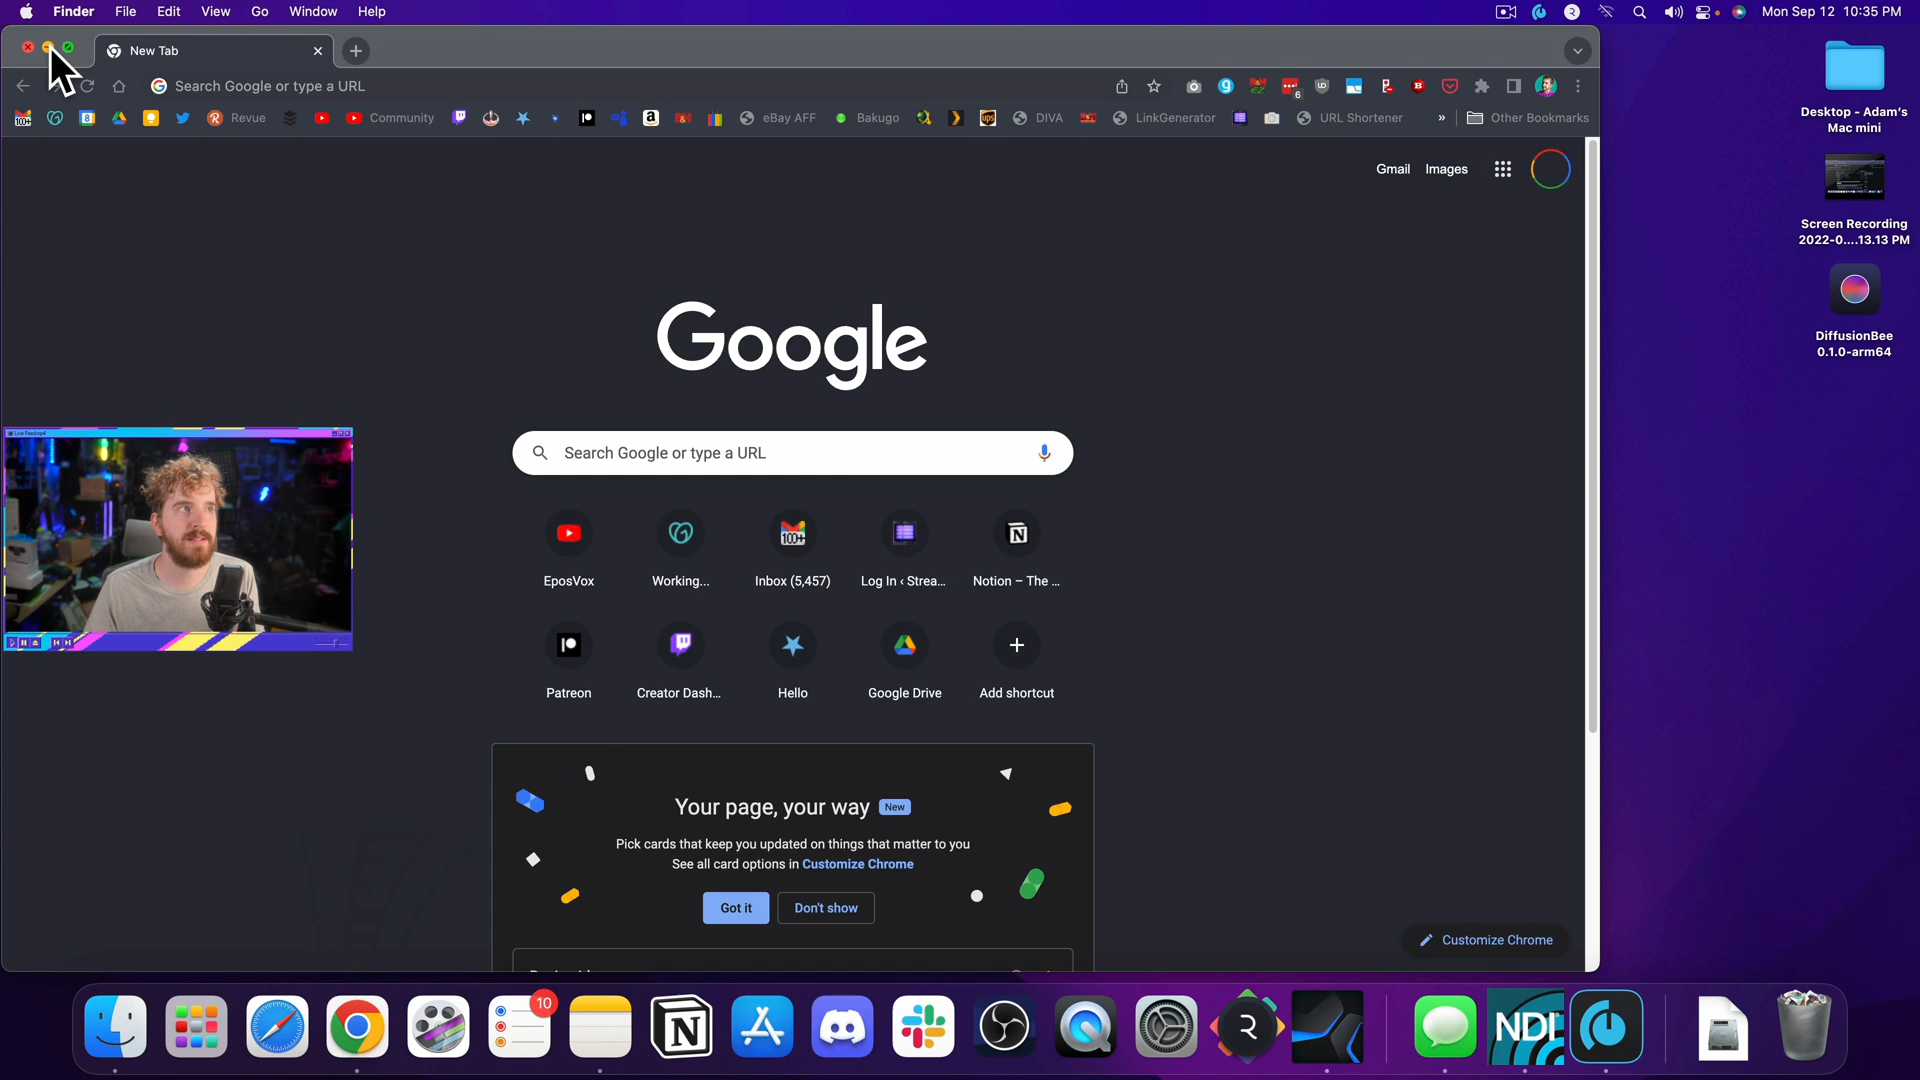 Finder File Edit View Go Window Help
Mon Sep 12 10:35 PM
New Tab
Search Google or type a URL
6
Revue
Community
eBay AFF
Bakugo
DIVA
LinkGenerator
URL Shortener
»
Other Bookmarks
Gmail Images
Google
Search Google or type a URL
EposVox
Working...
Inbox (5,457)
Log In ‹ Strea...
Notion – The ...
Patreon
Creator Dash...
Hello
Google Drive
Add shortcut
Your page, your way New
Pick cards that keep you updated on things that matter to you
See all card options in Customize Chrome
Got it
Don't show
Customize Chrome
Desktop - Adam's
Mac mini
Screen Recording
2022-0....13.13 PM
DiffusionBee
0.1.0-arm64
Live Feed.mp4
10
NDI